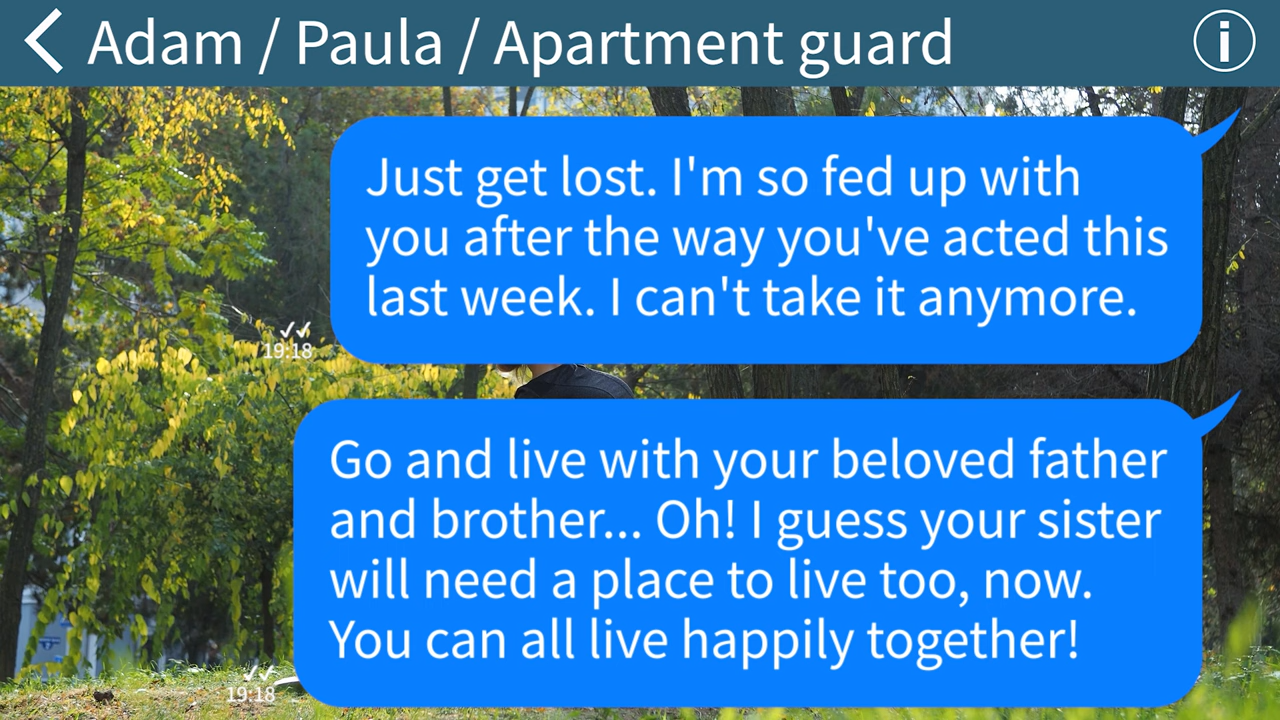 Adam / Paula / Apartment guard
Just get lost. I'm so fed up with
you after the way you've acted this
last week. I can't take it anymore.
19:18
Go and live with your beloved father
and brother... Oh! I guess your sister
will need a place to live too, now.
You can all live happily together!
19:18